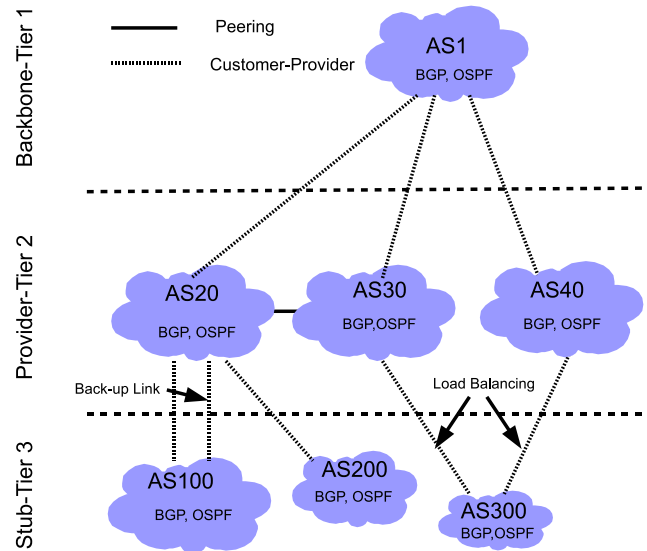 Peering
Customer-Provider
Backbone-Tier 1
AS1
BGP, OSPF
Provider-Tier 2
AS20
BGP, OSPF
AS30
BGP,OSPF
AS40
BGP, OSPF
Back-up Link
Load Balancing
Stub-Tier 3
AS100
BGP, OSPF
AS200
BGP, OSPF
AS300
BGP,OSPF